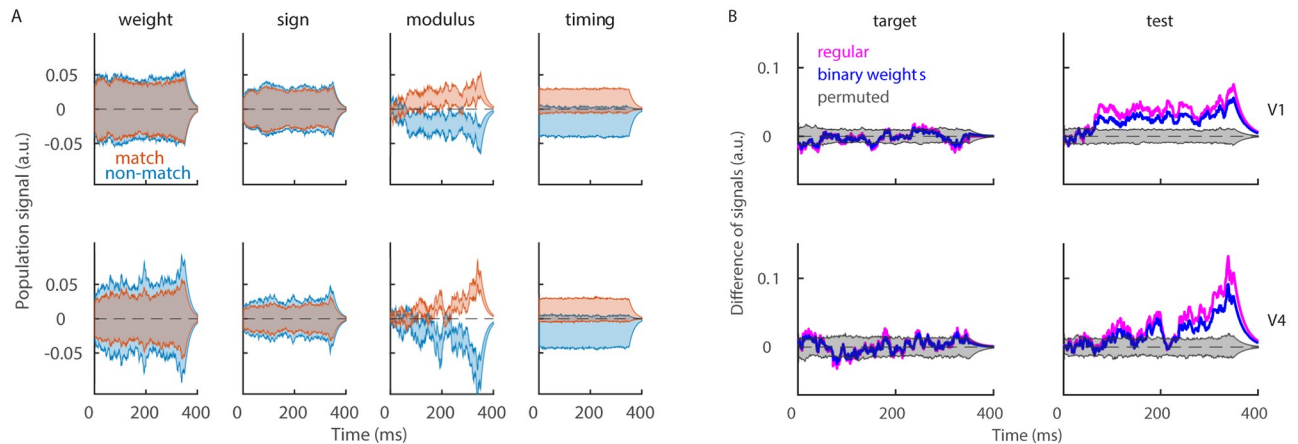 A
weight
sign
modulus
timing
B
target
test
0.05
0
-0.05
match
non-match
0.1
0
regular
binary weights
permuted
V1
Population signal (a.u.)
Difference of signals (a.u.)
0.05
0
-0.05
0.1
0
V4
0 200 400
0 200 400
0 200 400
0 200 400
0 200 400
0 200 400
Time (ms)
Time (ms)